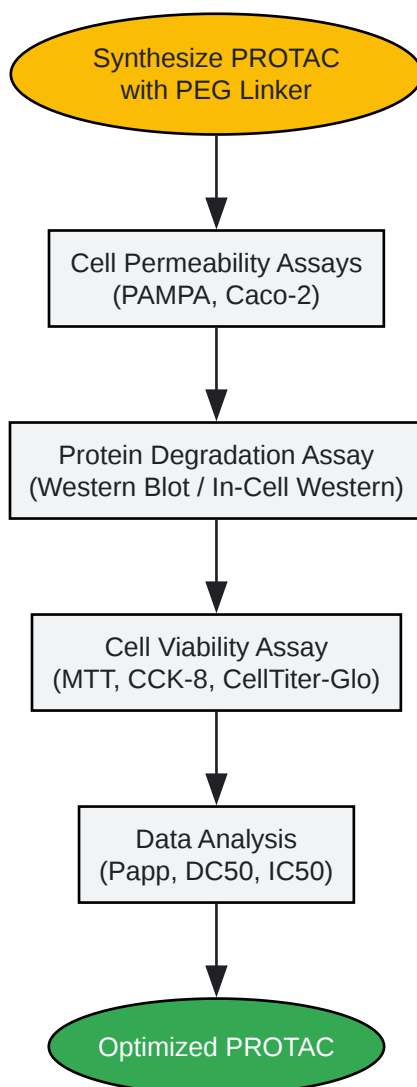 Synthesize PROTAC
with PEG Linker
Cell Permeability Assays
(PAMPA, Caco-2)
Protein Degradation Assay
(Western Blot / In-Cell Western)
Cell Viability Assay
(MTT, CCK-8, CellTiter-Glo)
Data Analysis
(Papp, DC50, IC50)
Optimized PROTAC